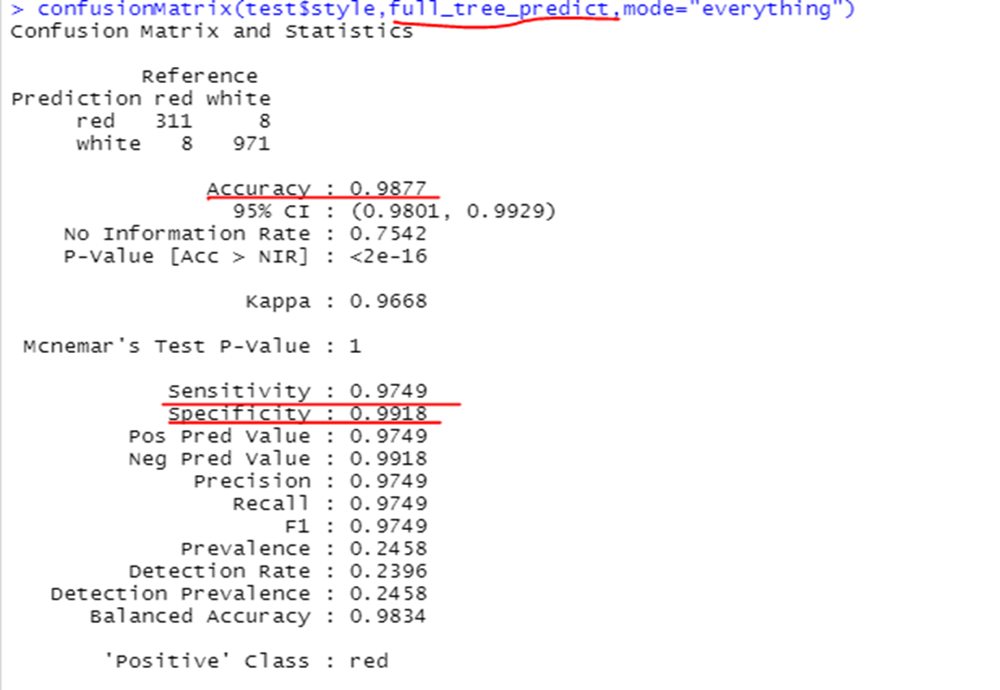 > confusionMatrix(test$style,full_tree_predict,mode="everything")
Confusion Matrix and Statistics
Reference
Prediction red white
red 311 8
white 8 971
Accuracy : 0.9877
95% CI : (0.9801, 0.9929)
No Information Rate : 0.7542
P-Value [Acc > NIR] : <2e-16
Kappa : 0.9668
Mcnemar's Test P-Value : 1
Sensitivity : 0.9749
Specificity : 0.9918
Pos Pred Value : 0.9749
Neg Pred Value : 0.9918
Precision : 0.9749
Recall : 0.9749
F1 : 0.9749
Prevalence : 0.2458
Detection Rate : 0.2396
Detection Prevalence : 0.2458
Balanced Accuracy : 0.9834
'Positive' Class : red